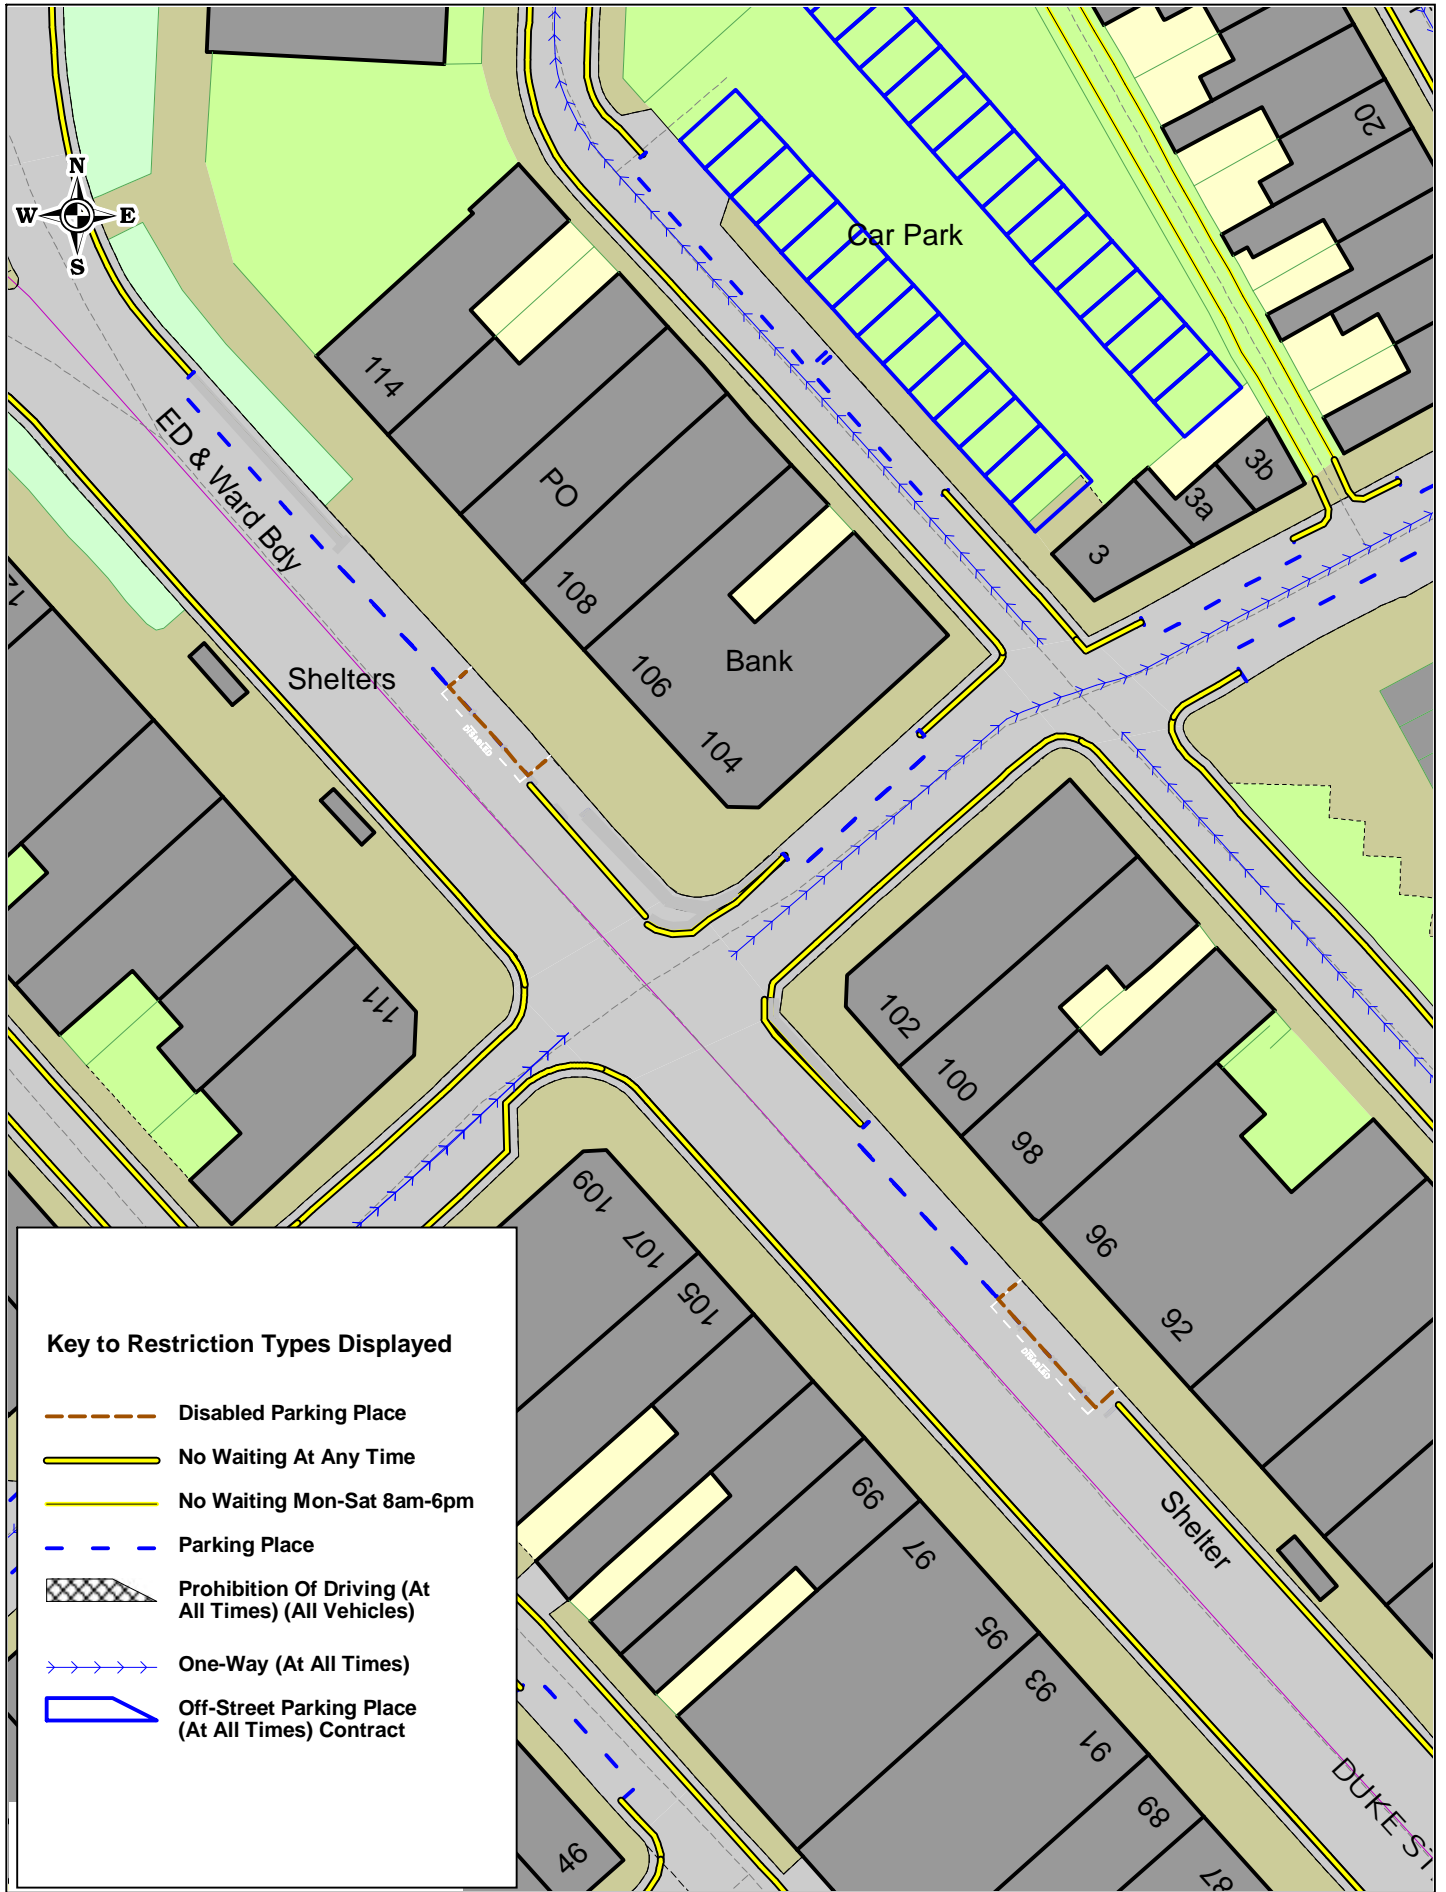 20
N
W E
S
Car Park
114
ED & Ward Bdy
PO
3b
3a
3
108
106
Bank
Shelters
104
DISABLED
111
102
100
98
96
92
109
107
105
DISABLED
99
97
95
93
91
89
87
Shelter
DUKE ST
46
Key to Restriction Types Displayed
Disabled Parking Place
No Waiting At Any Time
No Waiting Mon-Sat 8am-6pm
Parking Place
Prohibition Of Driving (At
All Times) (All Vehicles)
One-Way (At All Times)
Off-Street Parking Place
(At All Times) Contract